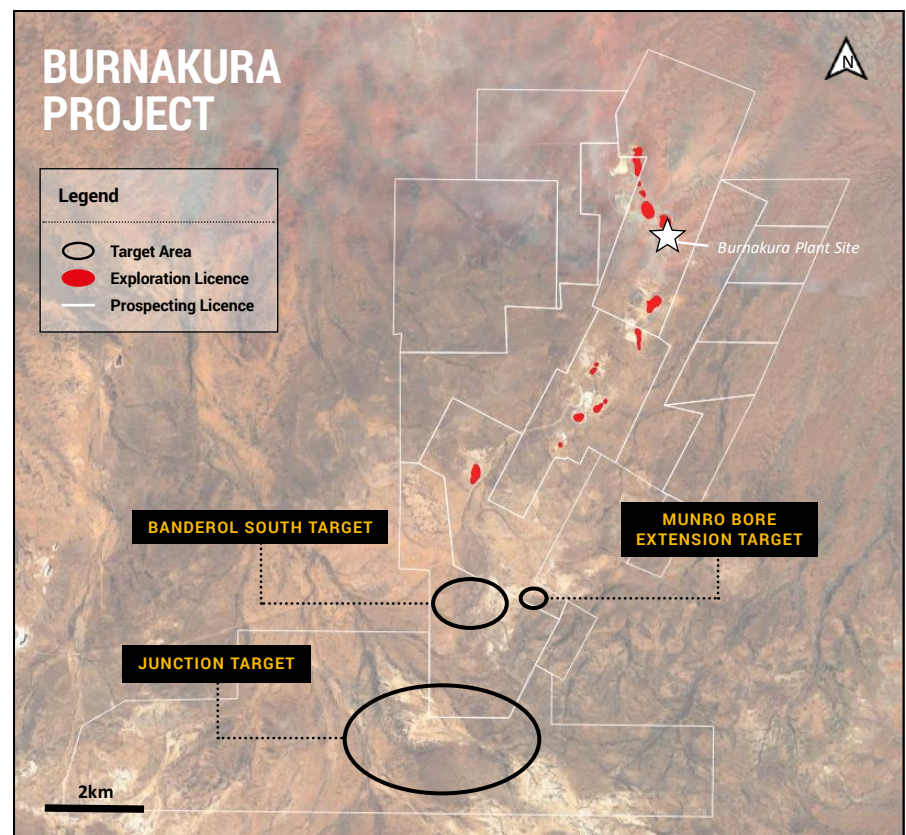 BURNAKURA
PROJECT
N
Legend
Target Area
Exploration Licence
Prospecting Licence
Burnakura Plant Site
BANDEROL SOUTH TARGET
MUNRO BORE
EXTENSION TARGET
JUNCTION TARGET
2km